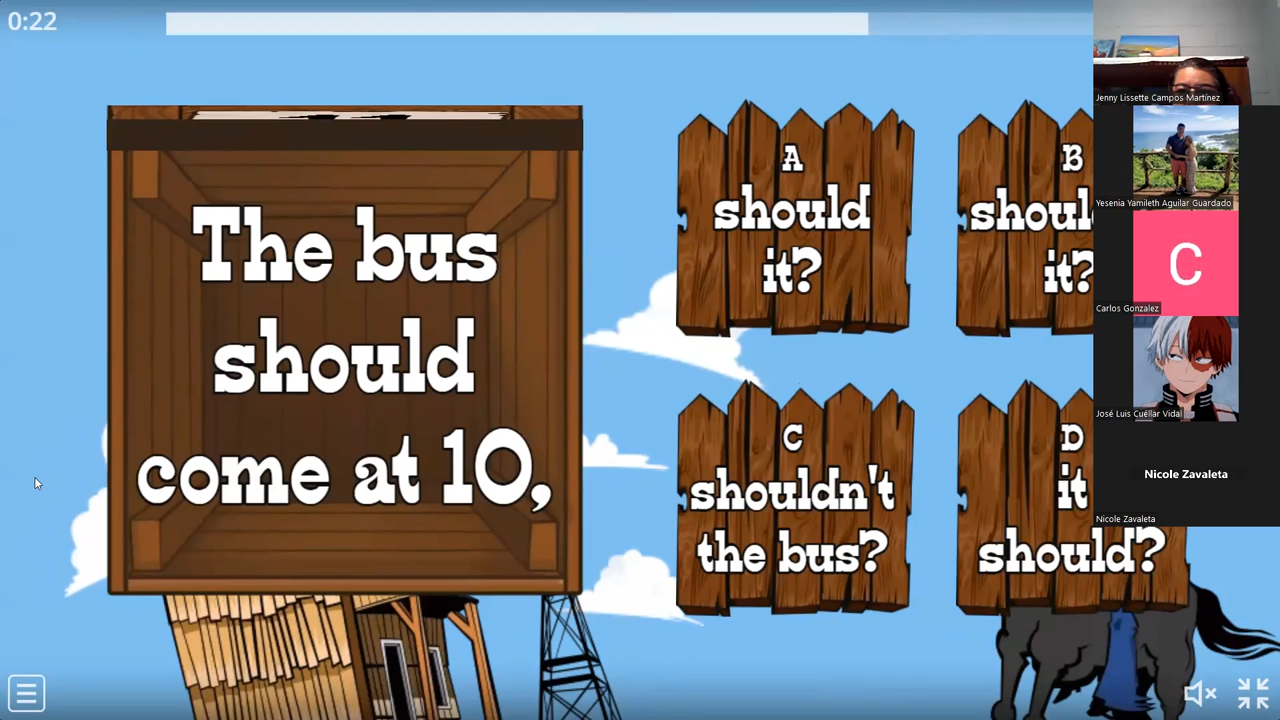 0:22
The bus
should
come at 10,
A
should
it?
B
it?
C
shouldn't
the bus?
D
it
should?
Jenny Lissette Campos Martínez
Yesenia Yamileth Aguilar Guardado
C
Carlos Gonzalez
José Luis Cuéllar Vidal
Nicole Zavaleta
Nicole Zavaleta